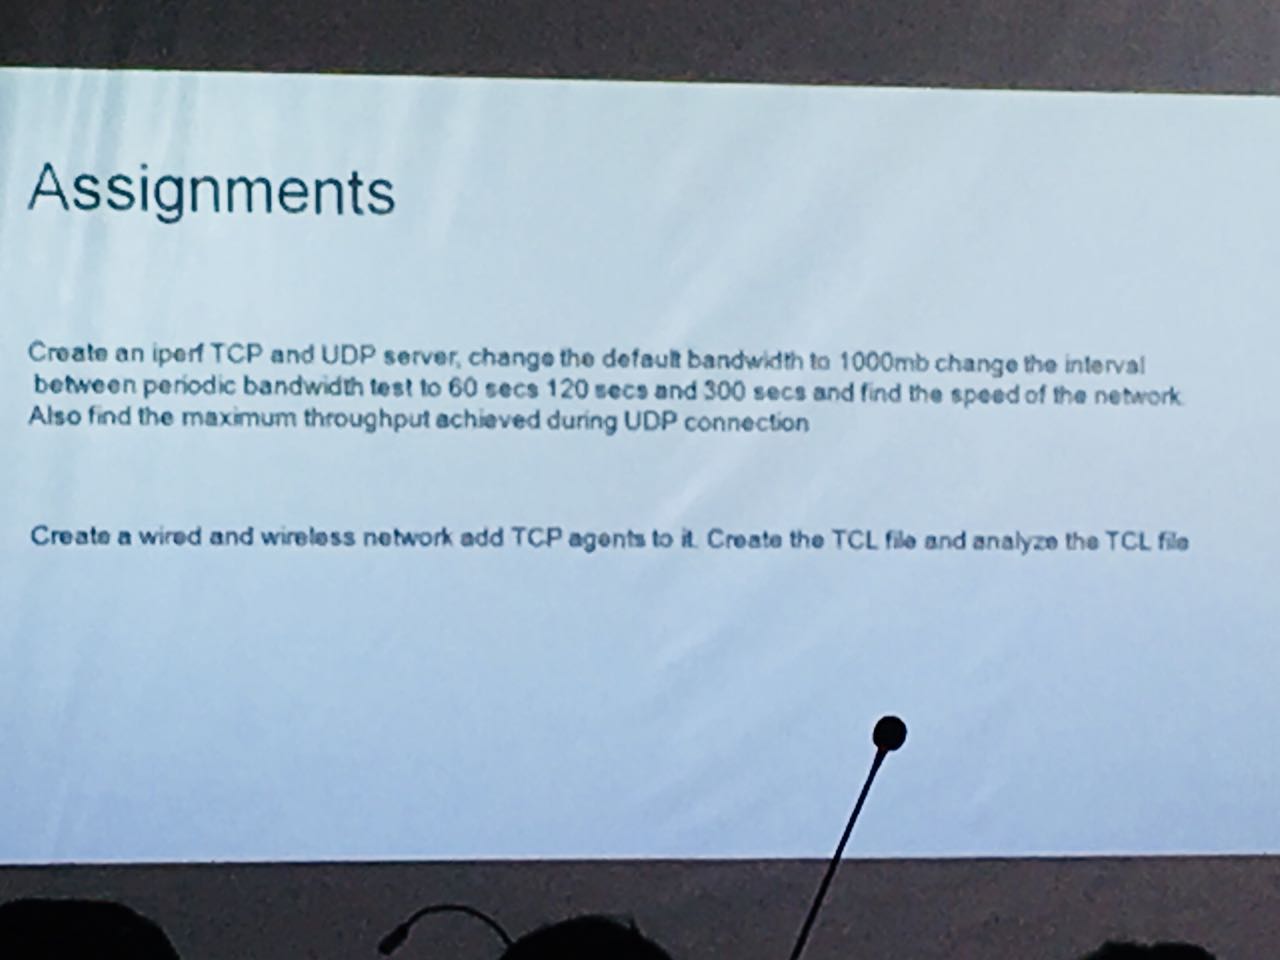 Assignments
Create an iperf TCP and UDP server, change the default bandwidth to 1000mb change the interval
between periodic bandwidth test to 60 secs 120 secs and 300 secs and find the speed of the network.
Also find the maximum throughput achieved during UDP connection
Create a wired and wireless network add TCP agents to it. Create the TCL file and analyze the TCL file